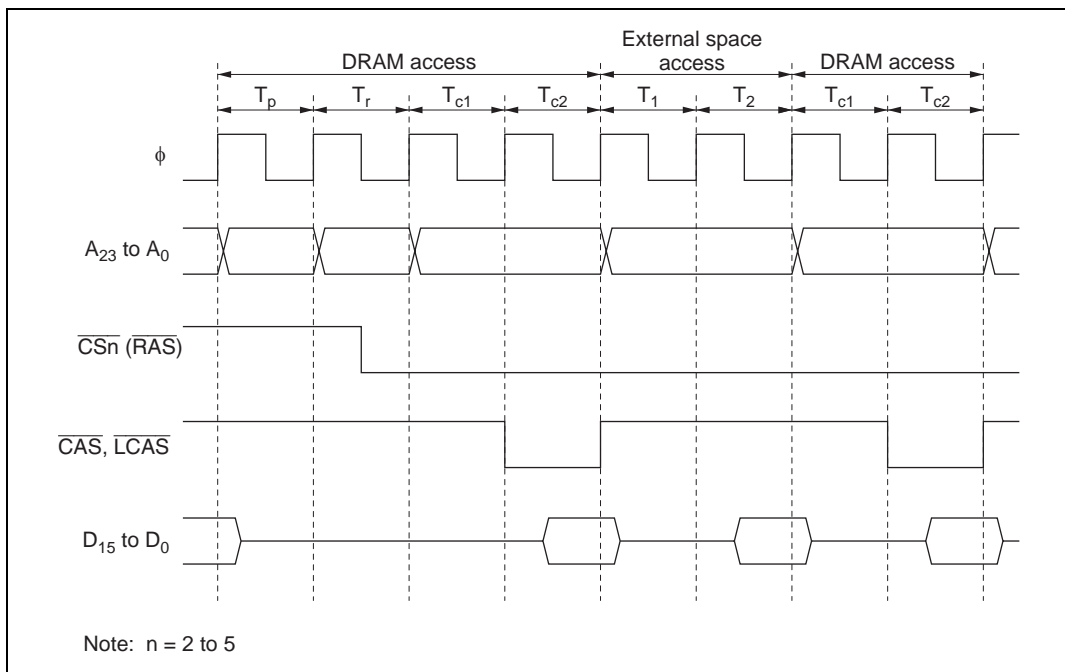 External space
DRAM access access DRAM access
Tp Tr Tc1 Tc2 T1 T2 Tc1 Tc2
ϕ
A23 to A0
CSn (RAS)
CAS, LCAS
D15 to D0
Note: n = 2 to 5